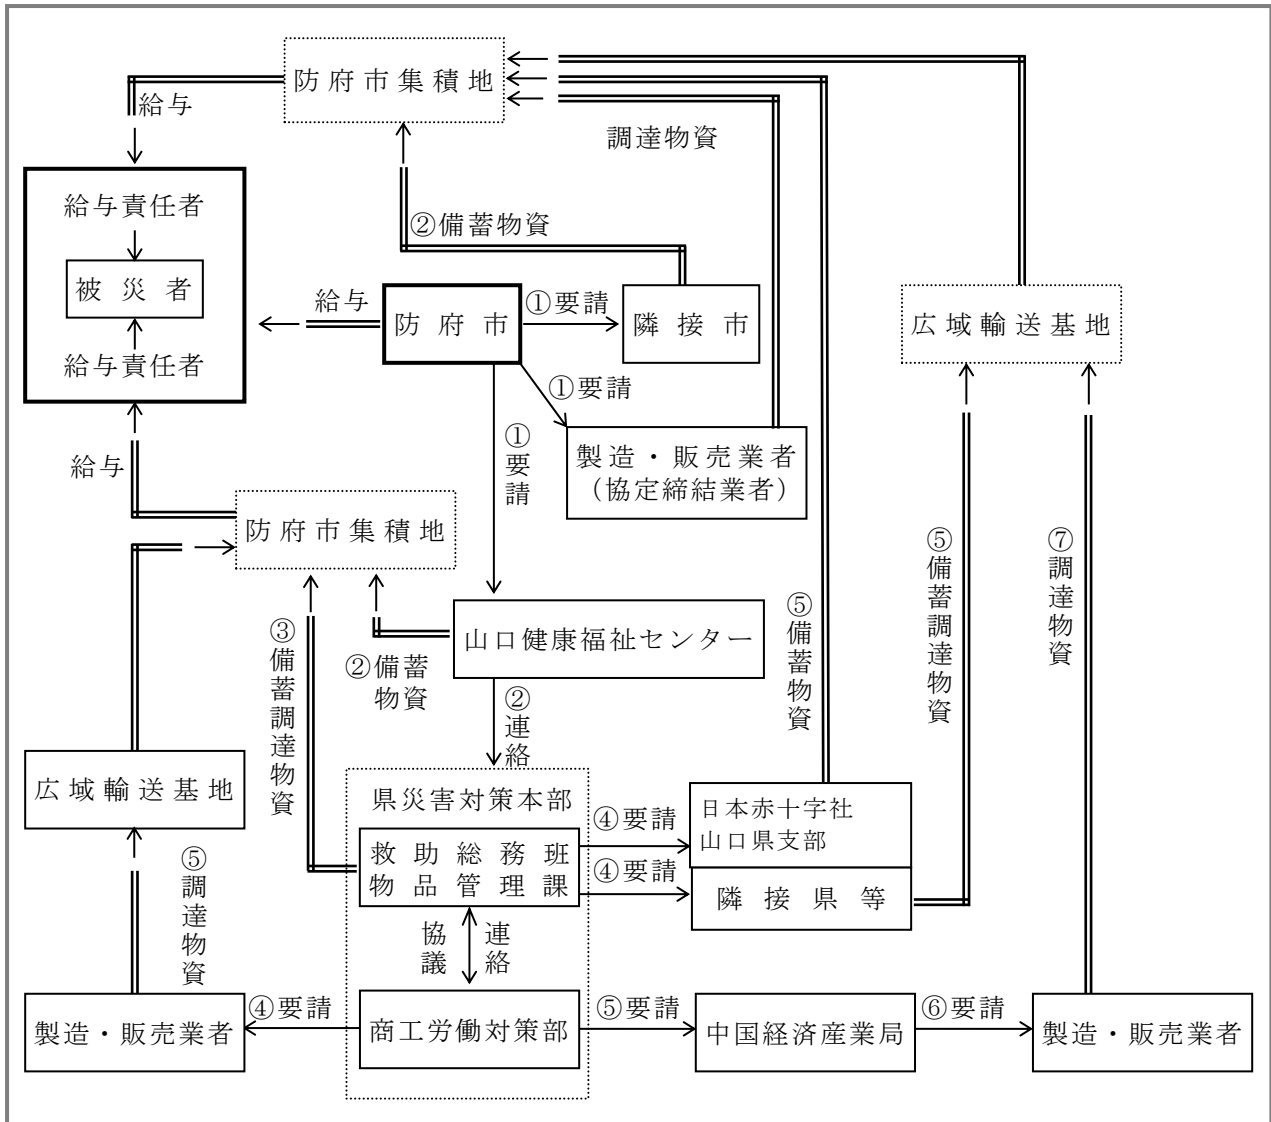 防府市集積地
給与
調達物資
給与責任者
②備蓄物資
被災者
給与
①要請
防府市
隣接市
広域輸送基地
給与責任者
①要請
①要請
製造・販売業者
（協定締結業者）
給与
防府市集積地
⑤備蓄調達物資
⑦調達物資
⑤備蓄物資
山口健康福祉センター
③備蓄調達物資
②備蓄
物資
②連絡
広域輸送基地
県災害対策本部
④要請
日本赤十字社
山口県支部
救助総務班
物品管理課
④要請
隣接県等
⑤調達物資
協議
連絡
④要請
製造・販売業者
商工労働対策部
⑤要請
中国経済産業局
⑥要請
製造・販売業者